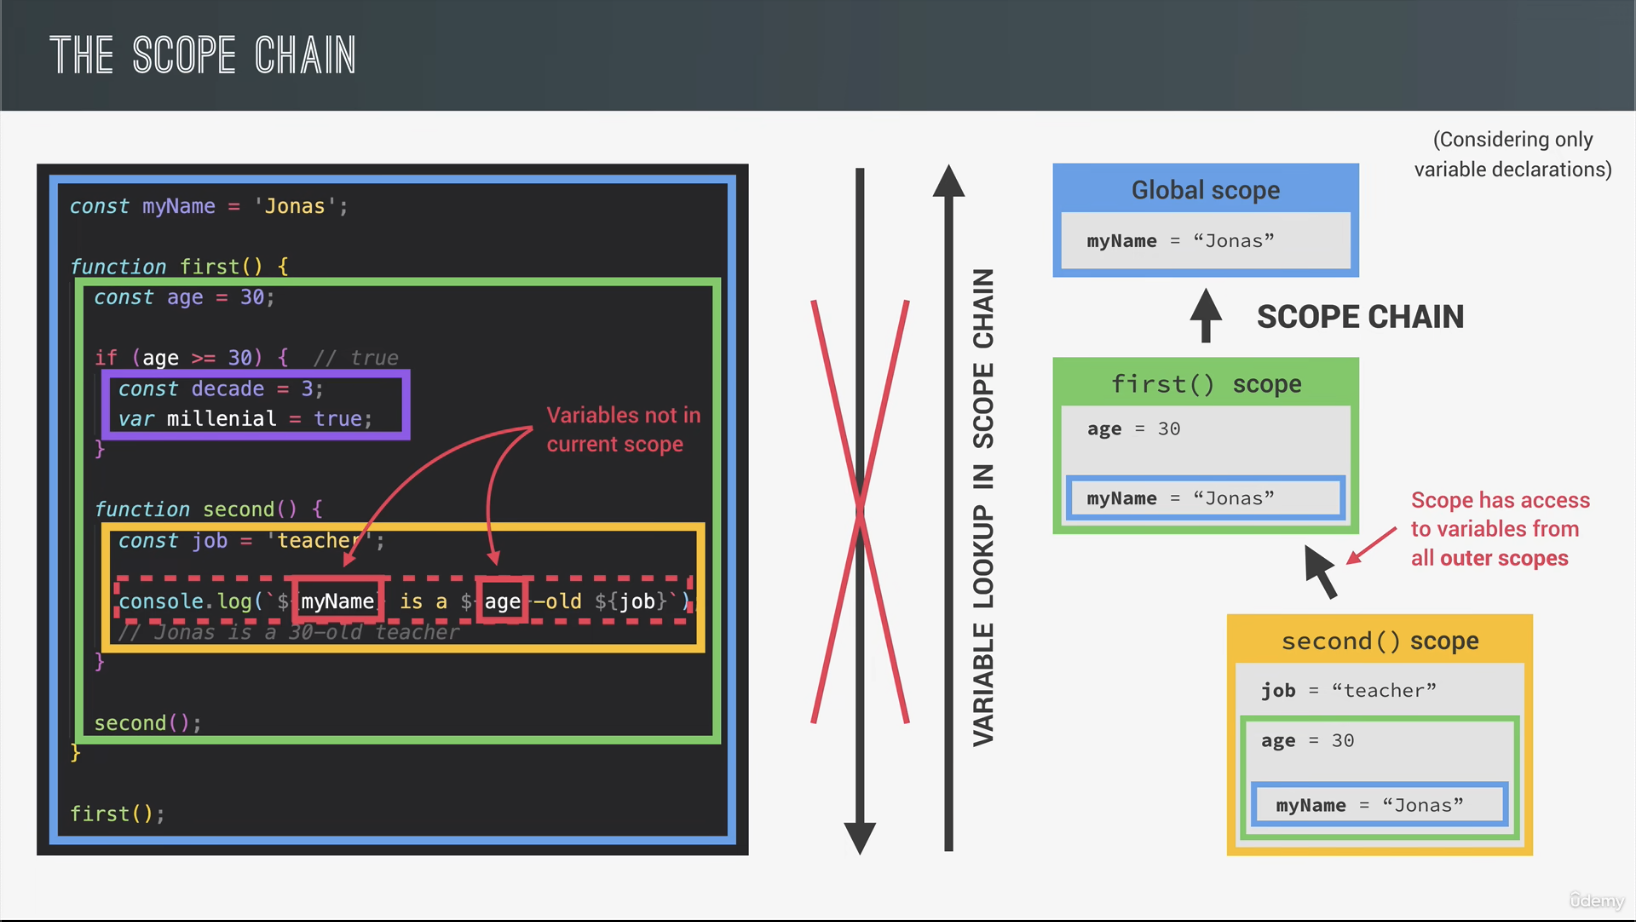 THE SCOPE CHAIN
(Considering only
variable declarations)
const myName = 'Jonas';
function first() {
const age = 30;
if (age >= 30) { // true
const decade = 3;
var millenial = true;
}
function second() {
const job = 'teacher';
console.log(`${myName} is a ${age}-old ${job}`);
// Jonas is a 30-old teacher
}
second();
}
first();
Variables not in
current scope
VARIABLE LOOKUP IN SCOPE CHAIN
Global scope
myName = “Jonas”
SCOPE CHAIN
first() scope
age = 30
myName = “Jonas”
Scope has access
to variables from
all outer scopes
second() scope
job = “teacher”
age = 30
myName = “Jonas”
ûdemy